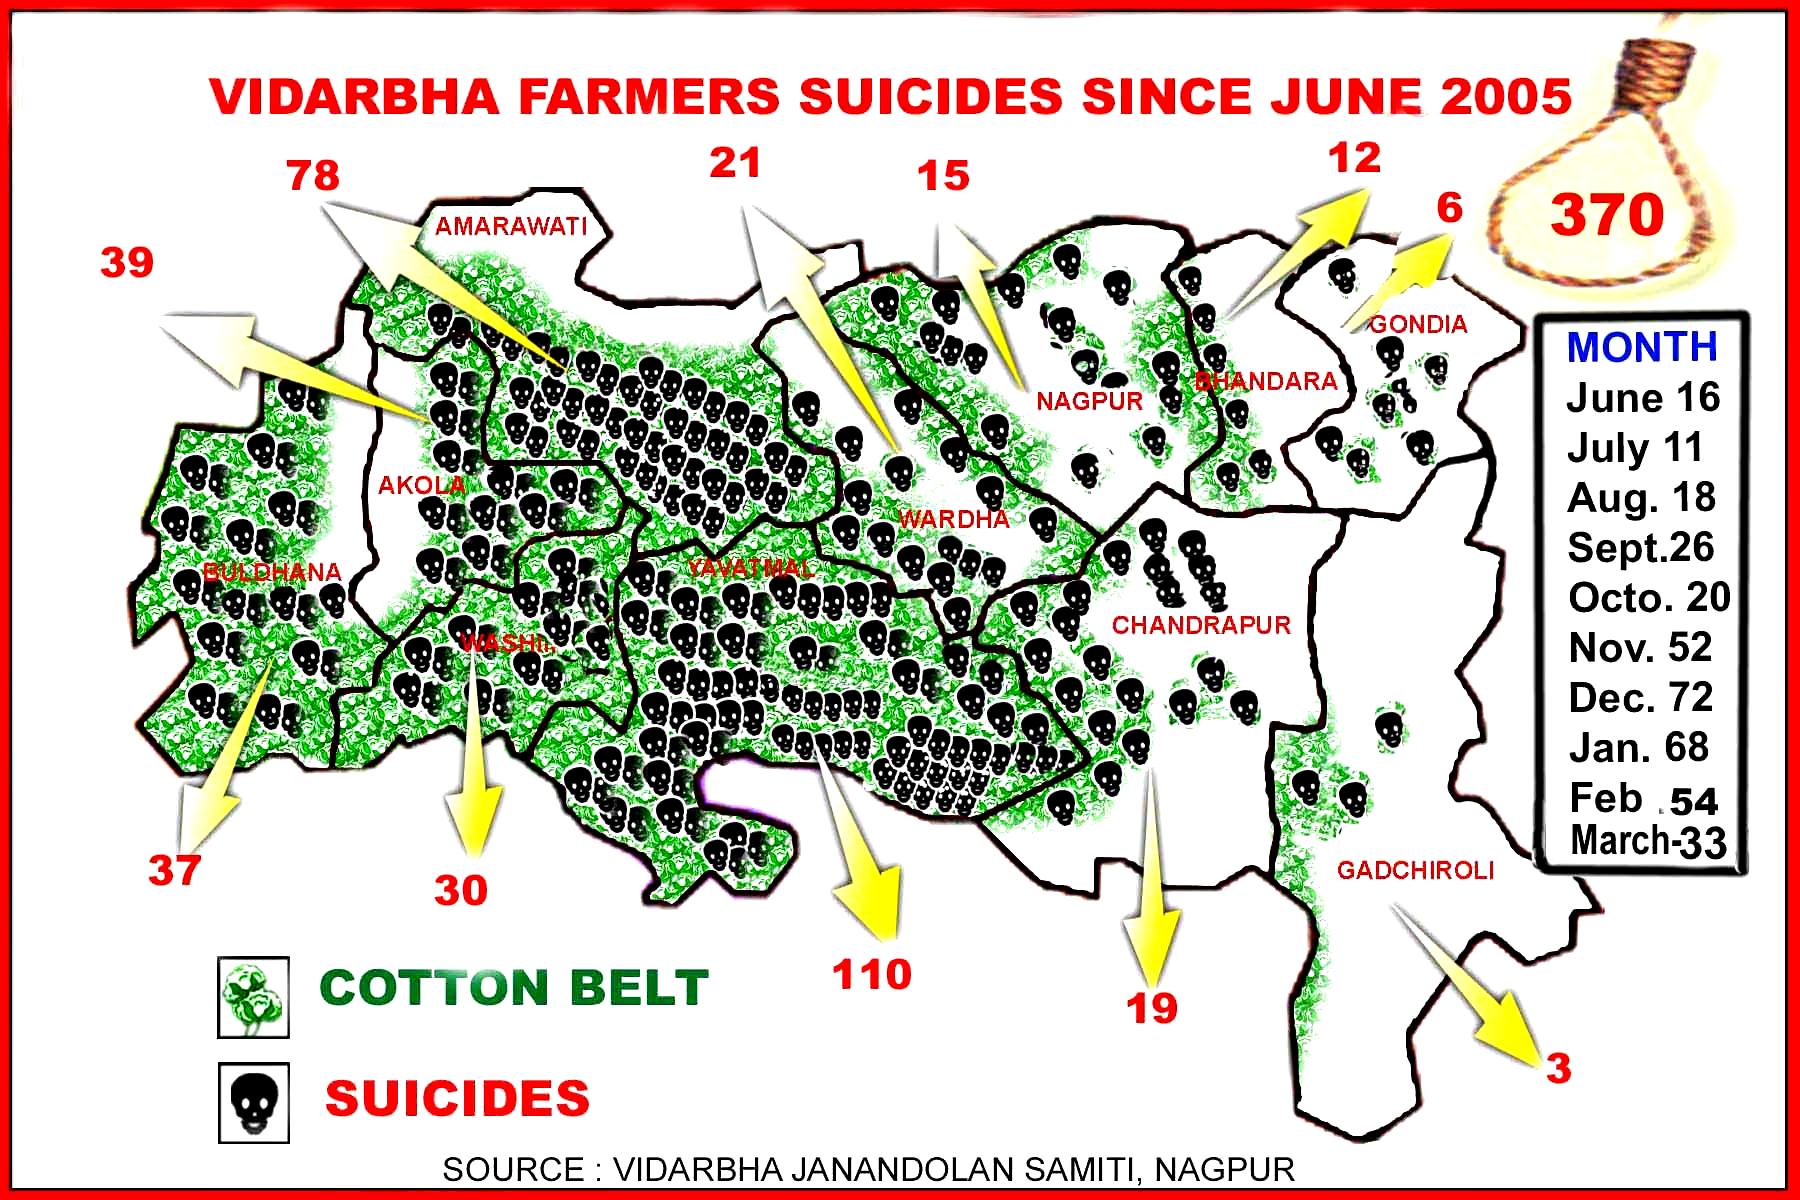 VIDARBHA FARMERS SUICIDES SINCE JUNE 2005
370
78
21
15
12
6
39
AMARAWATI
GONDIA
BHANDARA
NAGPUR
AKOLA
WARDHA
BULDHANA
YAVATMAL
CHANDRAPUR
GADCHIROLI
MONTH
June 16
July 11
Aug. 18
Sept.26
Octo. 20
Nov. 52
Dec. 72
Jan. 68
Feb .54
March-33
37
30
110
19
3
COTTON BELT
SUICIDES
SOURCE : VIDARBHA JANANDOLAN SAMITI, NAGPUR